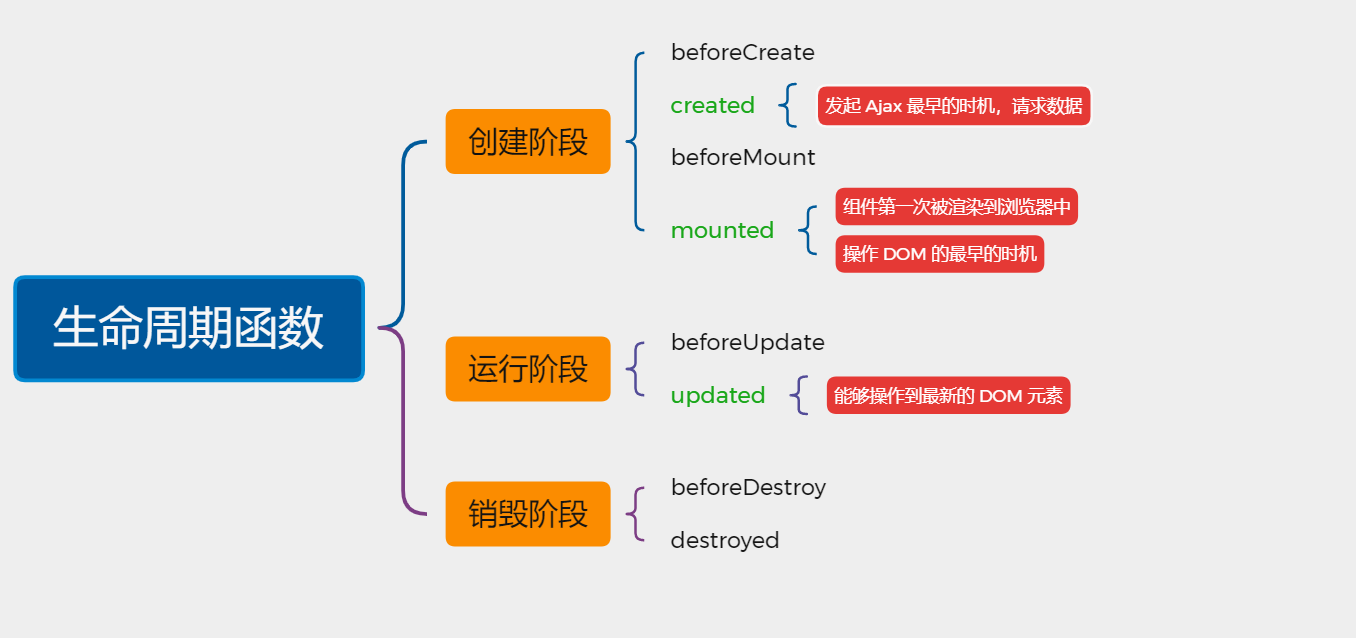 生命周期函数
创建阶段
beforeCreate
created
发起 Ajax 最早的时机，请求数据
beforeMount
mounted
组件第一次被渲染到浏览器中
操作 DOM 的最早的时机
运行阶段
beforeUpdate
updated
能够操作到最新的 DOM 元素
销毁阶段
beforeDestroy
destroyed